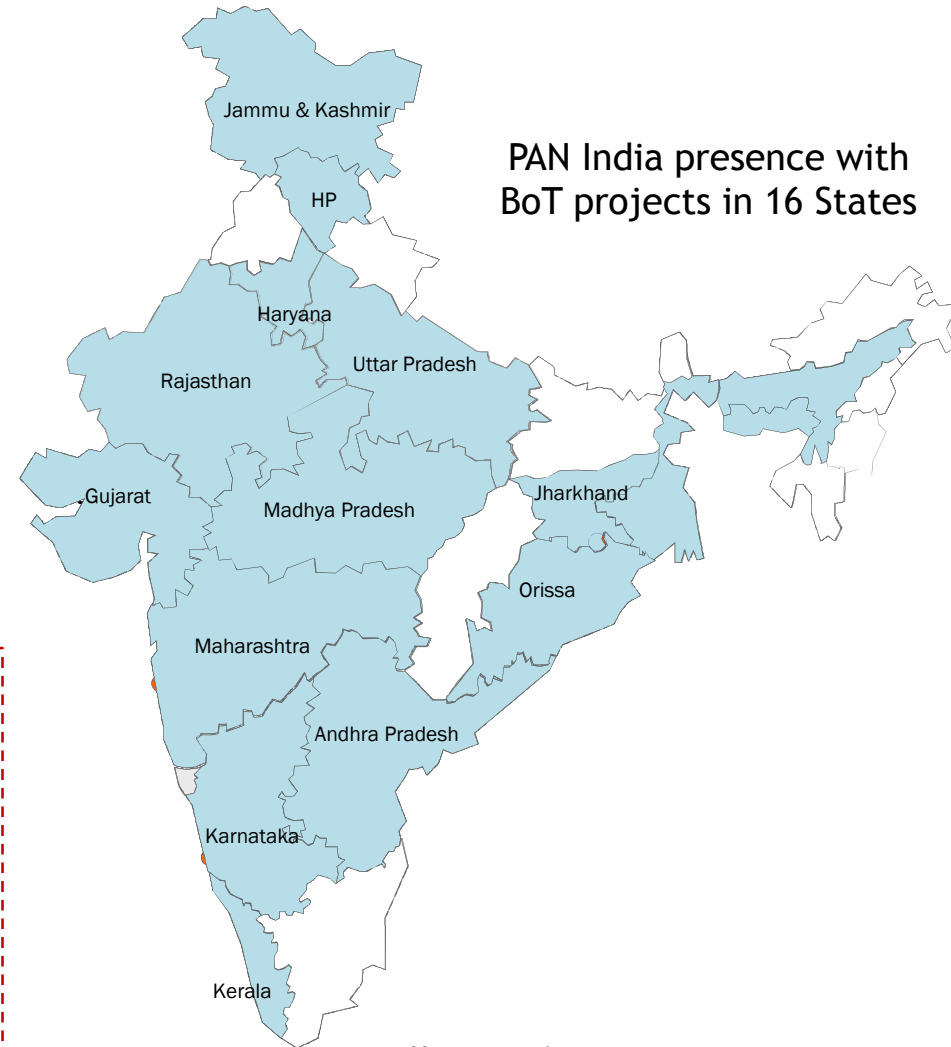 Jammu & Kashmir
PAN India presence with
BoT projects in 16 States
HP
Haryana
Uttar Pradesh
Rajasthan
Jharkhand
Gujarat
Madhya Pradesh
Orissa
Maharashtra
Andhra Pradesh
Karnataka
Kerala